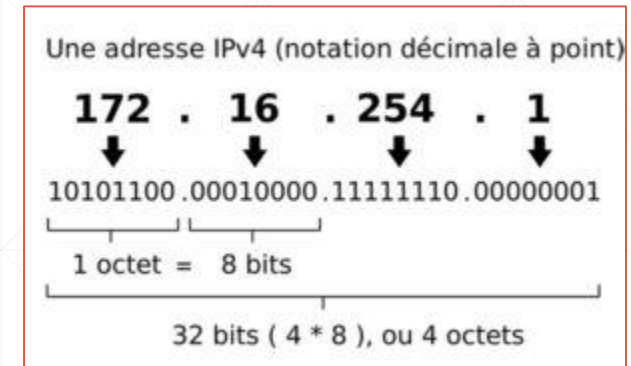 Une adresse IPv4 (notation décimale à point)
172 . 16 . 254 . 1
10101100.00010000.11111110.00000001
1 octet = 8 bits
32 bits ( 4 * 8 ), ou 4 octets